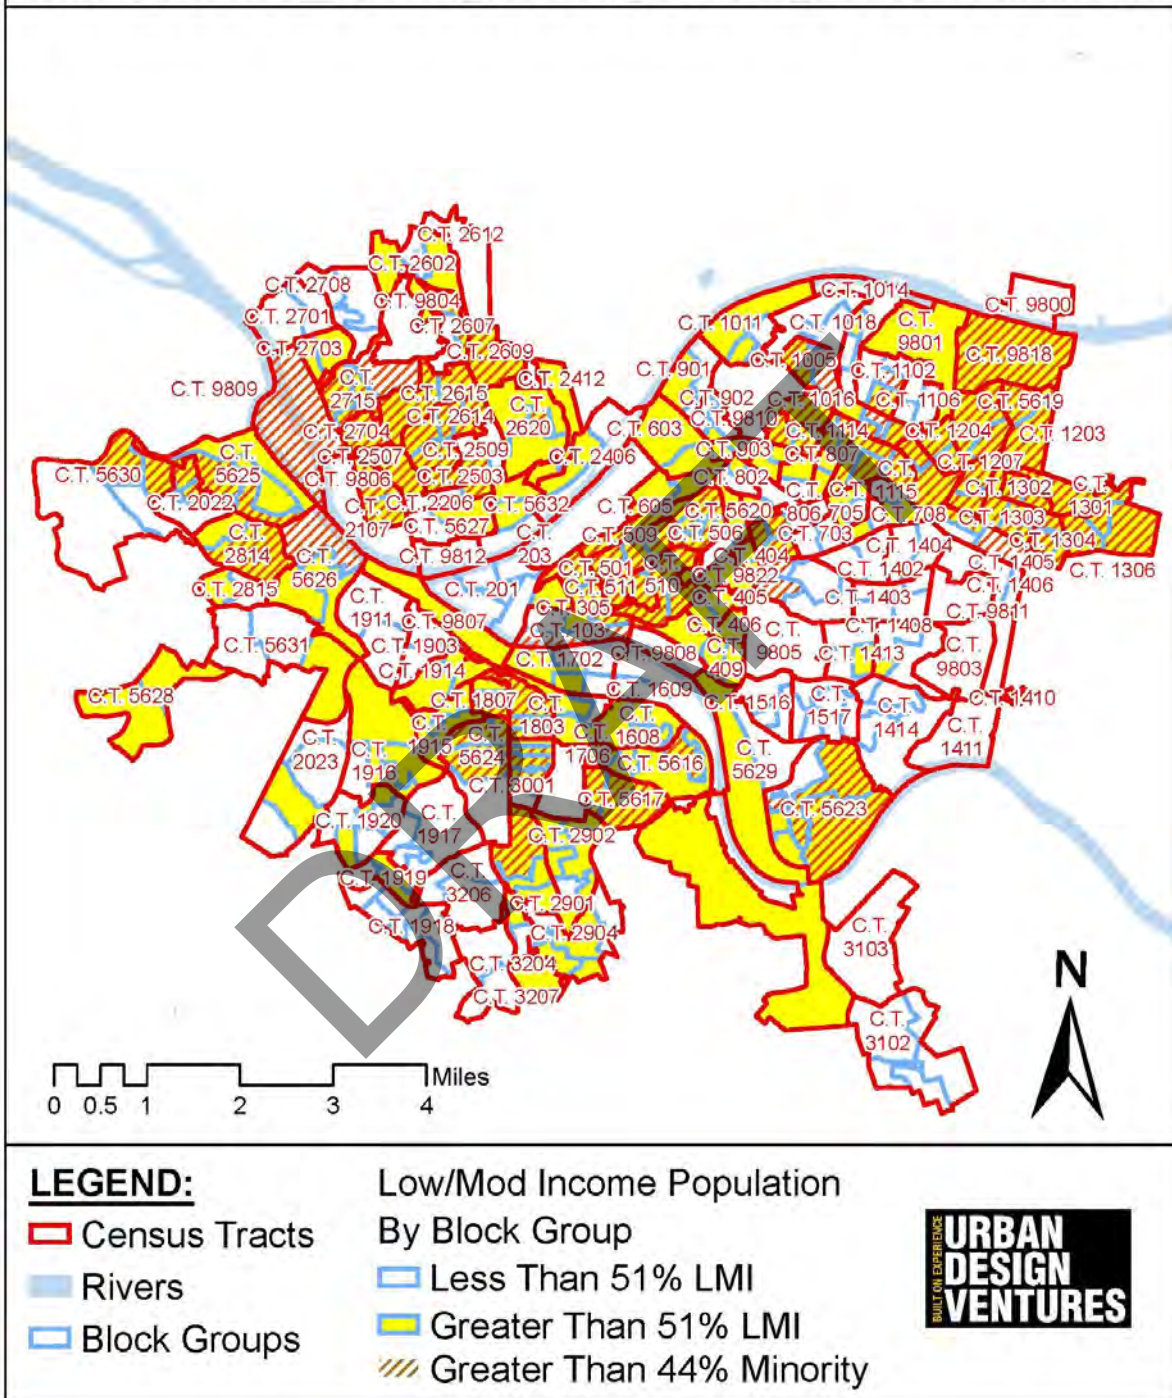 C.T. 2612
C.T. 2602
C.T. 2708
C.T. 9804
C.T. 2701
C.T. 2607
C.T. 2703
C.T. 2609
C.T. 1014
C.T. 9800
C.T. 1011
C.T. 1018
C.T.
9801
C.T. 9818
C.T. 1005
C.T. 901
C.T. 1102
C.T. 9809
C.T.
2715
C.T. 2615
C.T. 2412
C.T. 902
C.T. 1016
C.T. 1106
C.T. 5619
C.T. 9810
C.T. 2614
C.T.
2620
C.T. 603
C.T. 2704
C.T. 1114
C.T. 1204
C.T. 1203
C.T. 2507
C.T. 2509
C.T. 2406
C.T. 903
C.T. 807
C.T. 1207
C.T. 5630
C.T.
5625
C.T. 9806
C.T. 2503
C.T. 802
C.T.
1115
C.T. 1302
C.T.
1301
C.T. 2022
C.T.
2107
C.T. 2206
C.T. 5632
C.T. 605
C.T. 5620
C.T.
806
705
C.T. 708
C.T. 1303
C.T. 5627
C.T. 509
C.T. 506
C.T. 703
C.T. 1304
C.T.
2814
C.T.
5626
C.T. 9812
C.T.
203
C.T. 501
C.T.
510
C.T. 404
C.T. 1404
C.T. 1405
C.T. 1306
C.T. 2815
C.T. 201
C.T.
511
C.T.
9822
C.T. 1402
C.T. 1406
C.T. 305
C.T. 405
C.T. 1403
C.T. 9811
C.T.
1911
C.T. 9807
C.T. 103
C.T. 406
C.T.
9805
C.T. 1408
C.T. 5631
C.T. 1903
C.T. 1702
C.T. 9808
C.T.
409
C.T. 1413
C.T.
9803
C.T. 1914
C.T. 1609
C.T. 5628
C.T. 1807
C.T.
1803
C.T. 1516
C.T.
1517
C.T.
1414
C.T. 1410
C.T.
1411
C.T.
1915
C.T.
5624
C.T.
1608
C.T.
1706
C.T.
2023
C.T.
1916
C.T. 5616
C.T.
5629
C.T. 3001
C.T. 5617
C.T. 5623
C.T. 1920
C.T.
1917
C.T. 2902
C.T. 1919
C.T.
3206
C.T. 2901
C.T. 1918
C.T. 2904
C.T.
3103
C.T. 3204
C.T. 3207
C.T.
3102
DRAFT
N
Miles
0 0.5 1 2 3 4
LEGEND:
Census Tracts
Rivers
Block Groups
Low/Mod Income Population
By Block Group
Less Than 51% LMI
Greater Than 51% LMI
Greater Than 44% Minority
BUILT ON EXPERIENCE
URBAN
DESIGN
VENTURES